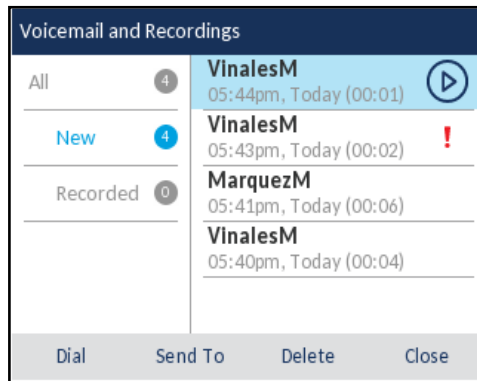 Voicemail and Recordings
All 4
New 4
Recorded 0
VinalesM
05:44pm, Today (00:01)
VinalesM
05:43pm, Today (00:02) !
MarquezM
05:41pm, Today (00:06)
VinalesM
05:40pm, Today (00:04)
Dial Send To Delete Close